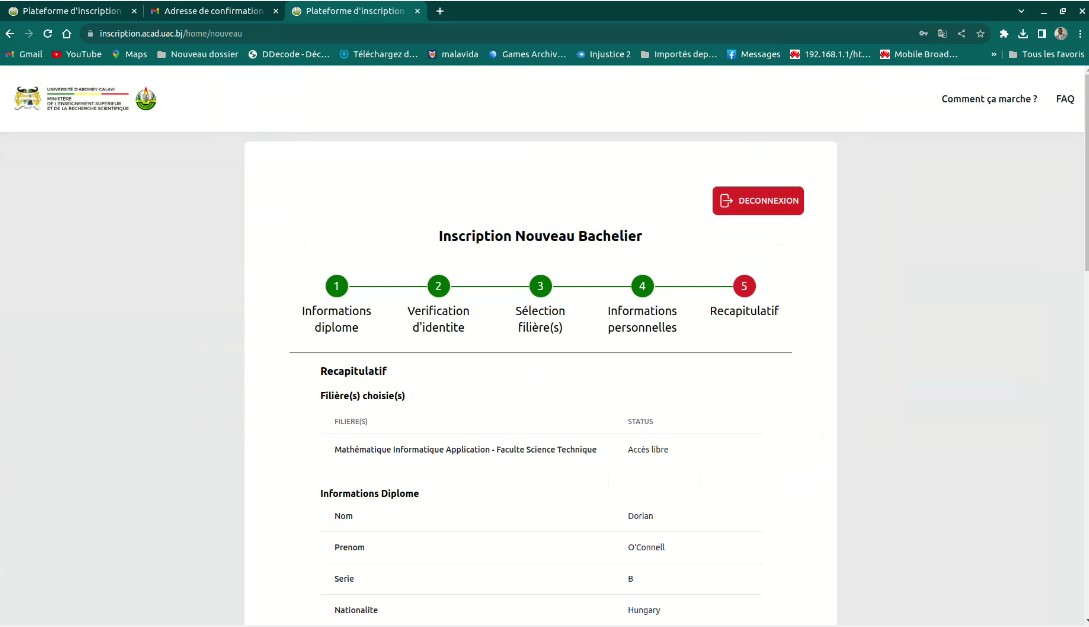 Plateforme d'inscription
Adresse de confirmation
Plateforme d'inscription
inscription.acad.uac.bj/home/nouveau
Gmail YouTube Maps Nouveau dossier DDecode - Déc... Téléchargez d... malavida Games Archiv... Injustice 2 Importés dep... Messages 192.168.1.1/ht... Mobile Broad... » Tous les favoris
UNIVERSITÉ D'ABOMEY-CALAVI
MINISTÈRE
DE L'ENSEIGNEMENT SUPÉRIEUR
ET DE LA RECHERCHE SCIENTIFIQUE
Comment ça marche ? FAQ
DECONNEXION
Inscription Nouveau Bachelier
1 2 3 4 5
Informations diplome
Verification d'identite
Sélection filière(s)
Informations personnelles
Recapitulatif
Recapitulatif
Filière(s) choisie(s)
FILIERE(S) STATUS
Mathématique Informatique Application - Faculte Science Technique Accès libre
Informations Diplome
Nom Dorian
Prenom O'Connell
Serie B
Nationalite Hungary